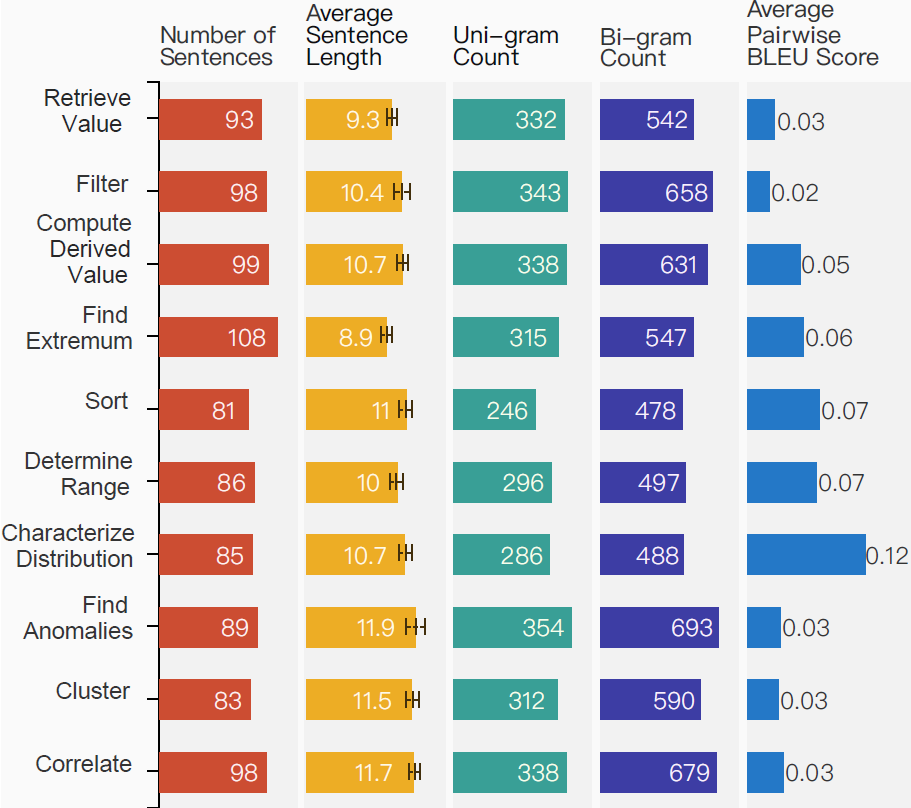 Number of
Sentences
Average
Sentence
Length
Uni-gram
Count
Bi-gram
Count
Average
Pairwise
BLEU Score
Retrieve
Value
93
9.3
332
542
0.03
Filter
98
10.4
343
658
0.02
Compute
Derived
Value
99
10.7
338
631
0.05
Find
Extremum
108
8.9
315
547
0.06
Sort
81
11
246
478
0.07
Determine
Range
86
10
296
497
0.07
Characterize
Distribution
85
10.7
286
488
0.12
Find
Anomalies
89
11.9
354
693
0.03
Cluster
83
11.5
312
590
0.03
Correlate
98
11.7
338
679
0.03